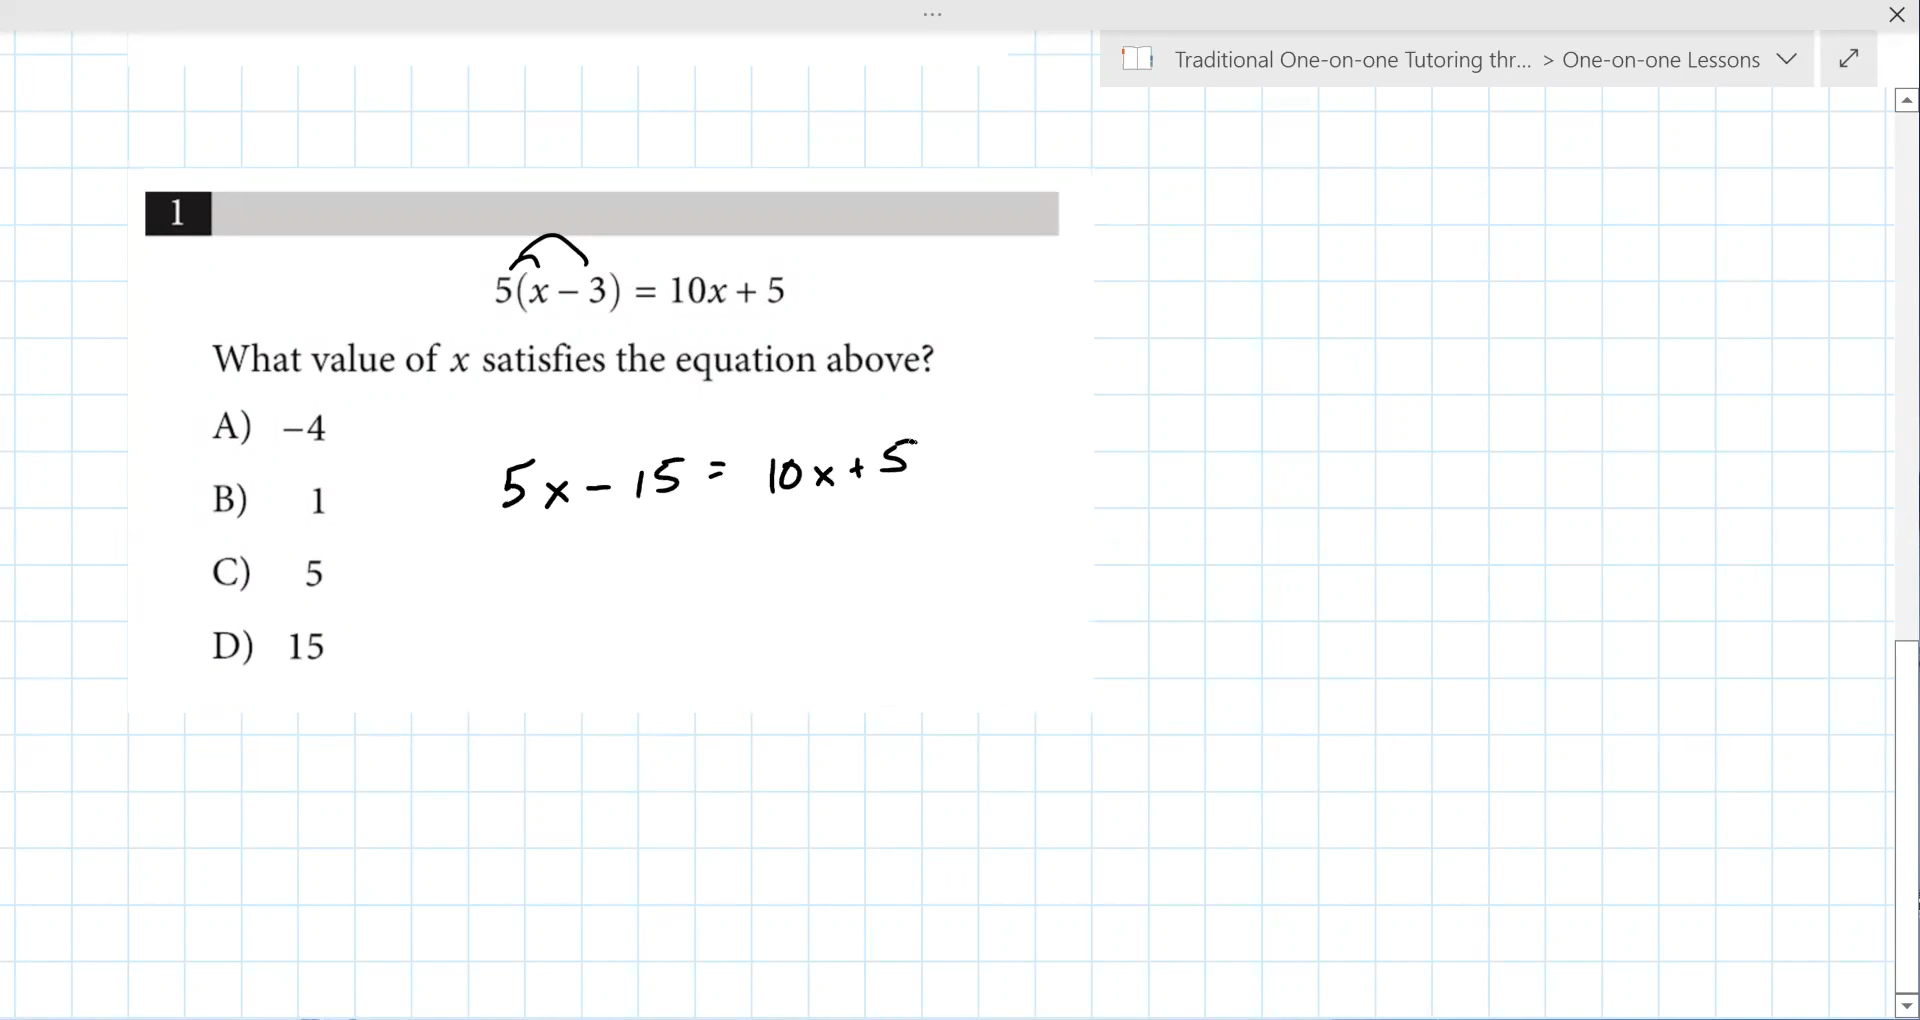 ...
Traditional One-on-one Tutoring thr... > One-on-one Lessons
1
5(x − 3) = 10x + 5
What value of x satisfies the equation above?
A) −4
5x − 15 = 10x + 5
B) 1
C) 5
D) 15